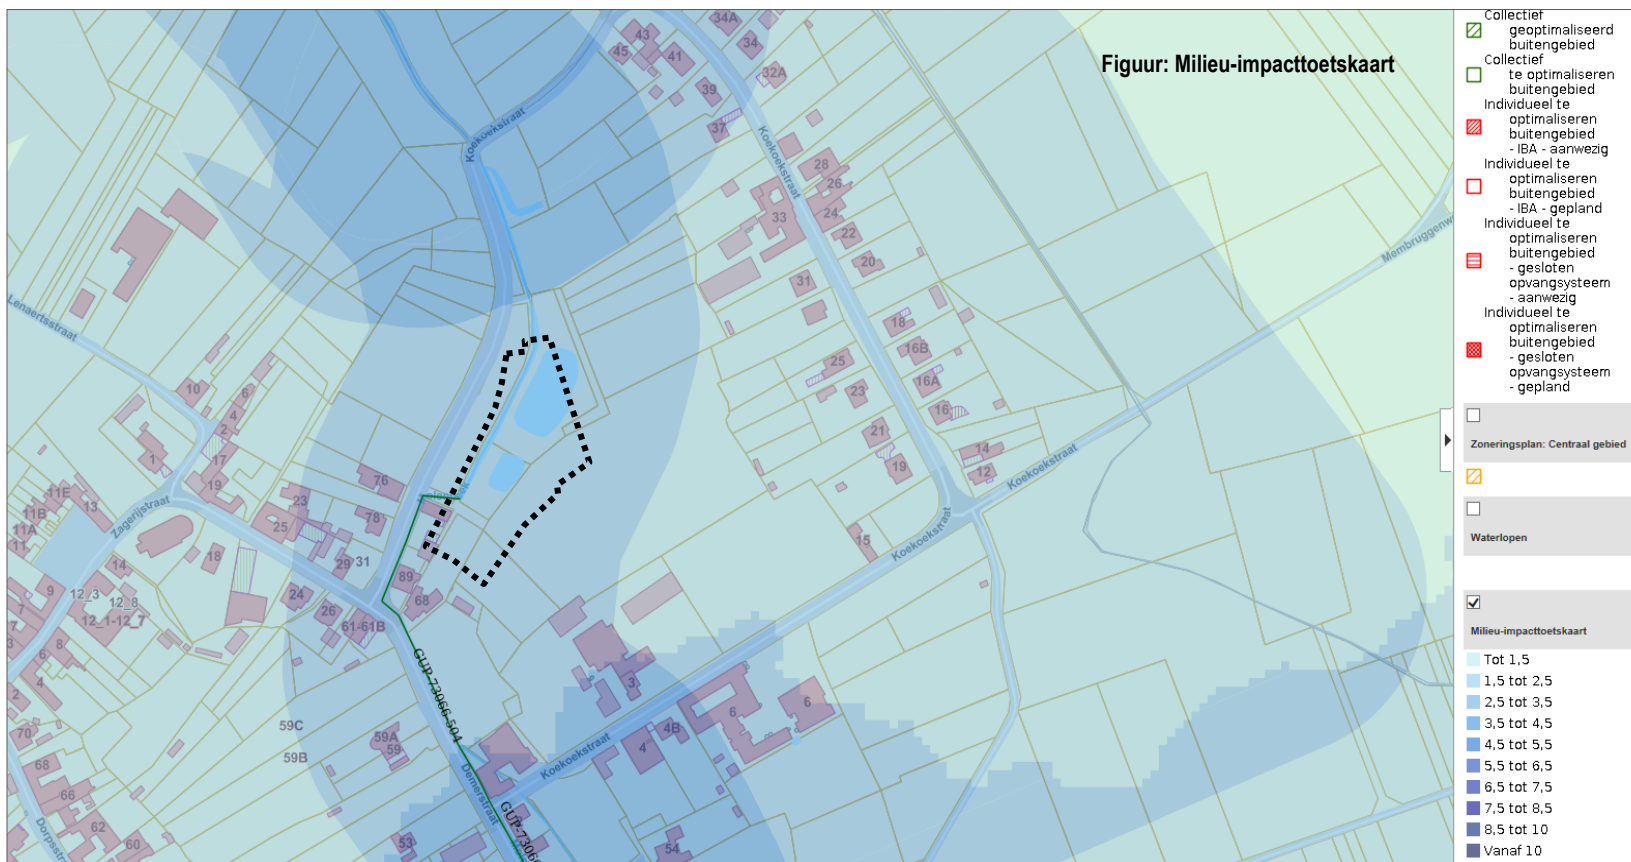 Figuur: Milieu-impacttoetskaart
34A
43
34
45
41
32A
39
37
Koekoekstraat
Koekoekstraat
28
26
24
33
22
20
31
Membruggenw
Lenaertsstraat
18
16B
25
16A
23
16
10
6
4
2
21
14
19
12
Koekoekstraat
1
17
76
19
11E
11B
13
23
11A
11
Zagerijstraat
25
78
15
Koekoekstraat
18
29
31
14
89
9
12_3
24
68
7
12_8
26
12_1-12_7
61-61B
7
3
8
6
4
3
2
GUP-73066-504
6
6
59C
4B
70
59A
4
59
59B
Koekoekstraat
68
Demerstraat
66
GUP-73066
62
Dorpsstr
60
53
54
Collectief
geoptimaliseerd
buitengebied
Collectief
te optimaliseren
buitengebied
Individueel te
optimaliseren
buitengebied
- IBA - aanwezig
Individueel te
optimaliseren
buitengebied
- IBA - gepland
Individueel te
optimaliseren
buitengebied
- gesloten
opvangsysteem
- aanwezig
Individueel te
optimaliseren
buitengebied
- gesloten
opvangsysteem
- gepland
Zoneringsplan: Centraal gebied
Waterlopen
Milieu-impacttoetskaart
Tot 1,5
1,5 tot 2,5
2,5 tot 3,5
3,5 tot 4,5
4,5 tot 5,5
5,5 tot 6,5
6,5 tot 7,5
7,5 tot 8,5
8,5 tot 10
Vanaf 10